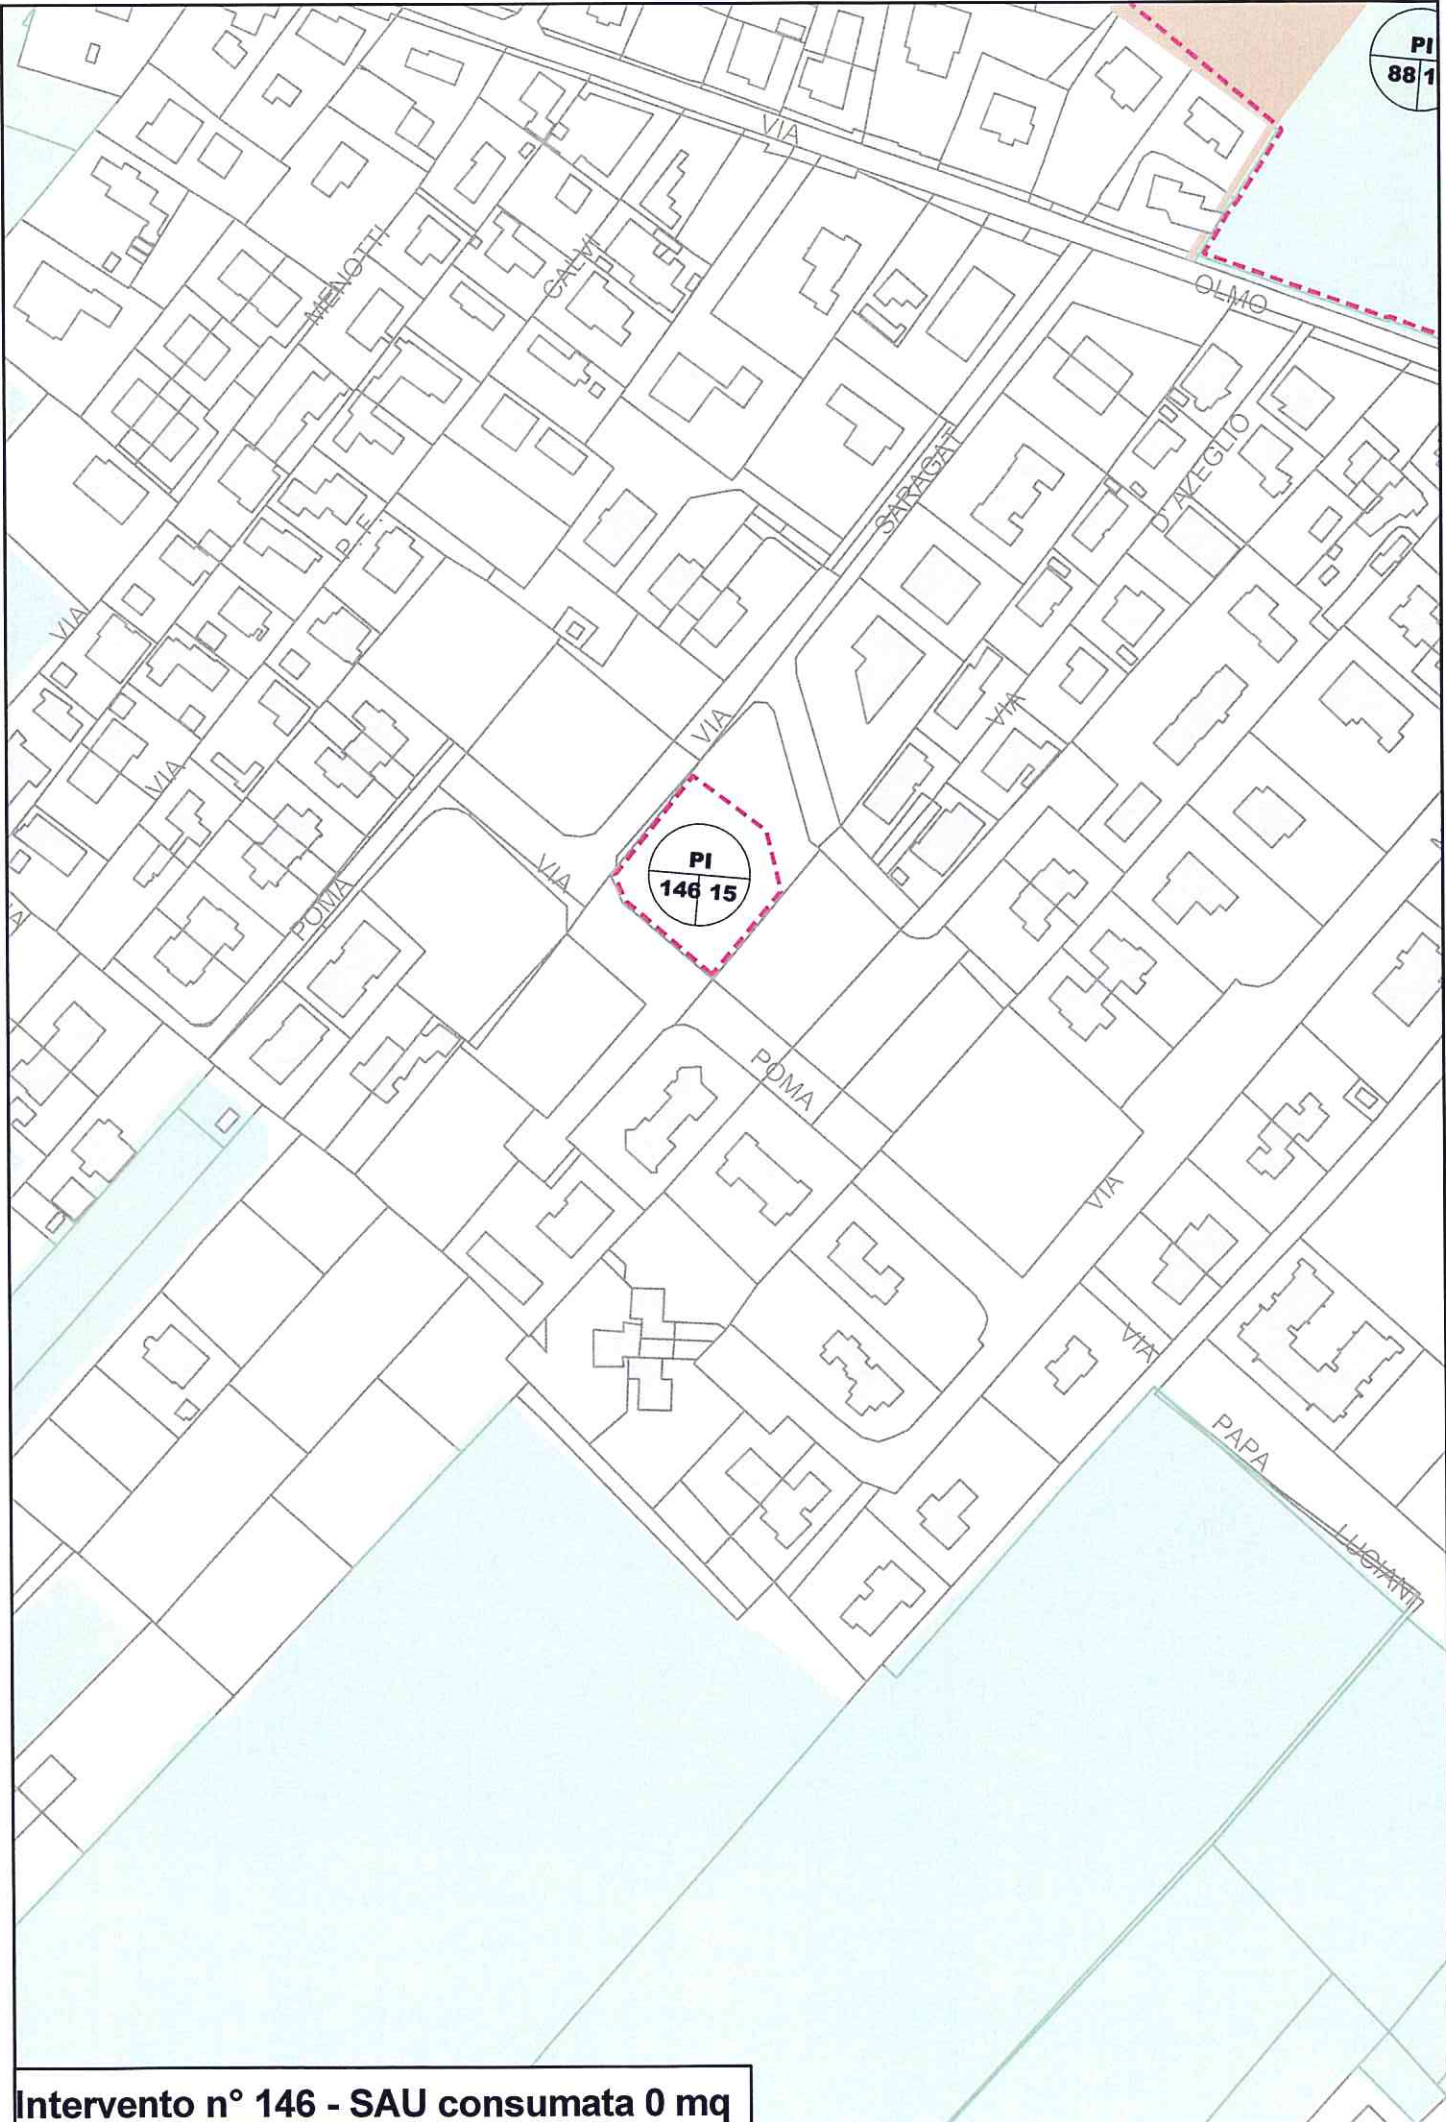 PI
88 1
VIA
MENOTTI
CALVI
OLMO
SARAGAT
D'AZEGLIO
P.F.
VIA
VIA
VIA
VIA
PI
146 15
VIA
POMA
POMA
VIA
VIA
PAPA
LUCIANI
Intervento n° 146 - SAU consumata 0 mq